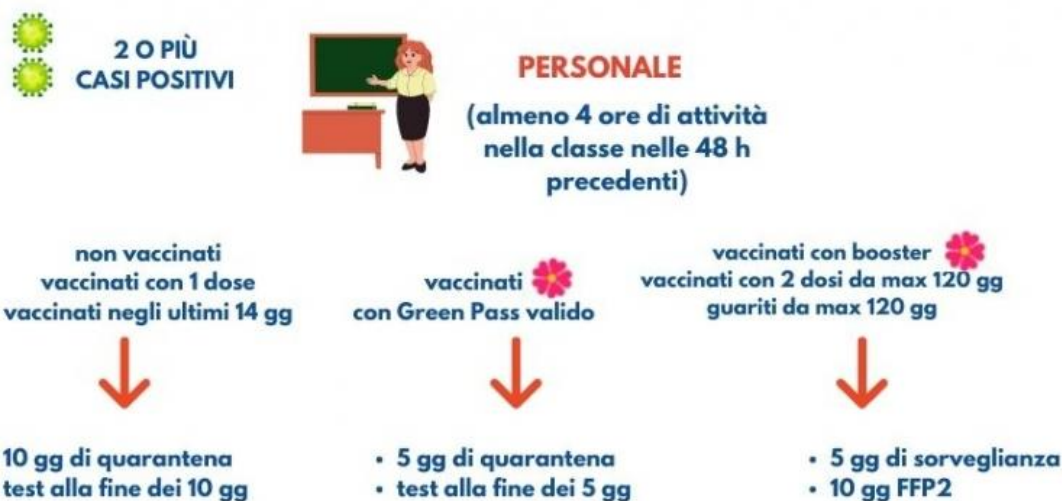 2 O PIÙ
CASI POSITIVI
PERSONALE
(almeno 4 ore di attività
nella classe nelle 48 h
precedenti)
non vaccinati
vaccinati con 1 dose
vaccinati negli ultimi 14 gg
vaccinati
con Green Pass valido
vaccinati con booster
vaccinati con 2 dosi da max 120 gg
guariti da max 120 gg
10 gg di quarantena
test alla fine dei 10 gg
• 5 gg di quarantena
• test alla fine dei 5 gg
• 5 gg di sorveglianza
• 10 gg FFP2